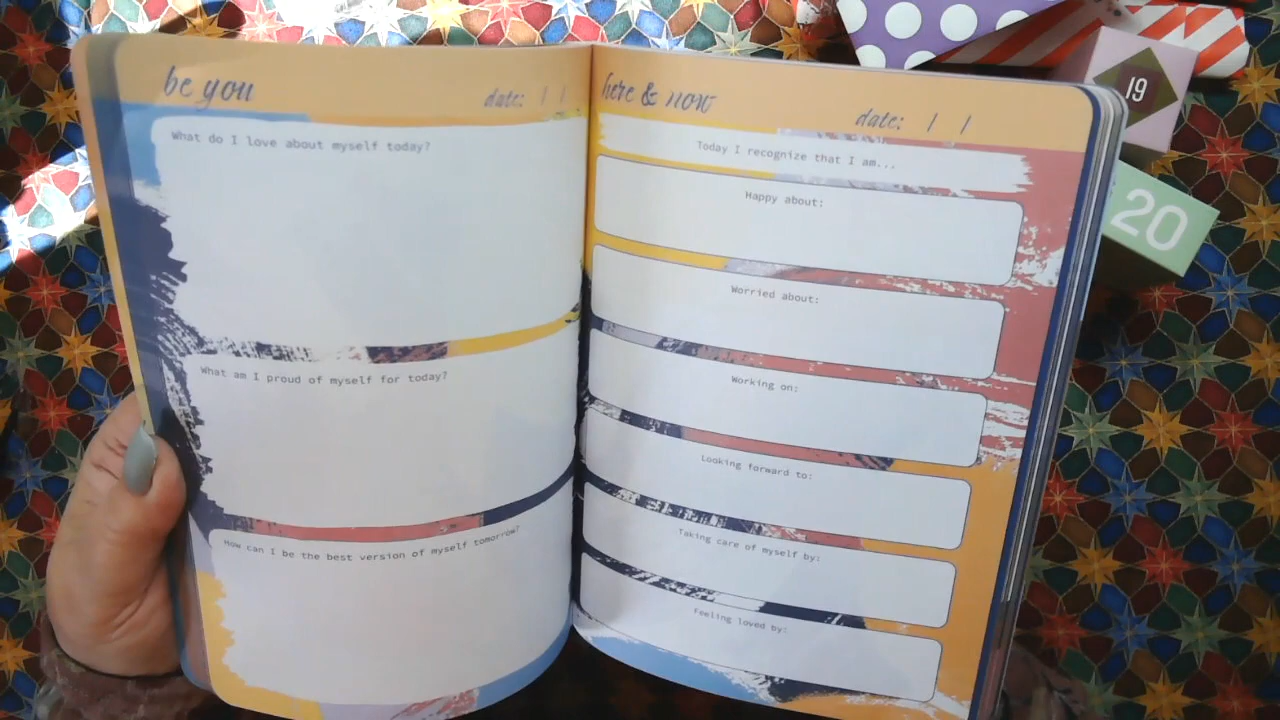 be you
date: / /
What do I love about myself today?
What am I proud of myself for today?
How can I be the best version of myself tomorrow?
here & now
date: / /
Today I recognize that I am...
Happy about:
Worried about:
Working on:
Looking forward to:
Taking care of myself by:
Feeling loved by:
19
20